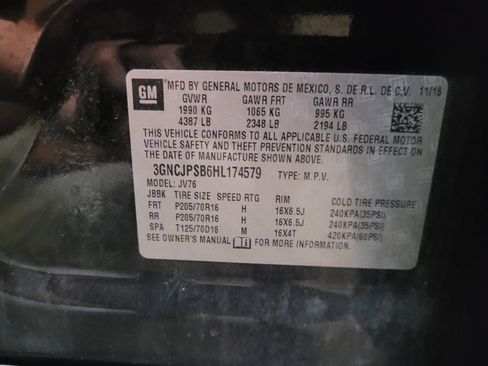 GM
MFD BY GENERAL MOTORS DE MEXICO, S. DE R.L. DE C.V. 11/16
GVWR GAWR FRT GAWR RR
1990 KG 1065 KG 995 KG
4387 LB 2348 LB 2194 LB
THIS VEHICLE CONFORMS TO ALL APPLICABLE U.S. FEDERAL MOTOR
VEHICLE SAFETY AND THEFT PREVENTION STANDARDS IN EFFECT
ON THE DATE OF MANUFACTURE SHOWN ABOVE.
3GNCJPSB6HL174579 TYPE: M.P.V.
MODEL: JV76
JBBK TIRE SIZE SPEED RTG RIM COLD TIRE PRESSURE
FRT P205/70R16 H 16X6.5J 240KPA(35PSI)
RR P205/70R16 H 16X6.5J 240KPA(35PSI)
SPA T125/70D16 M 16X4T 420KPA(60PSI)
SEE OWNER'S MANUAL FOR MORE INFORMATION.